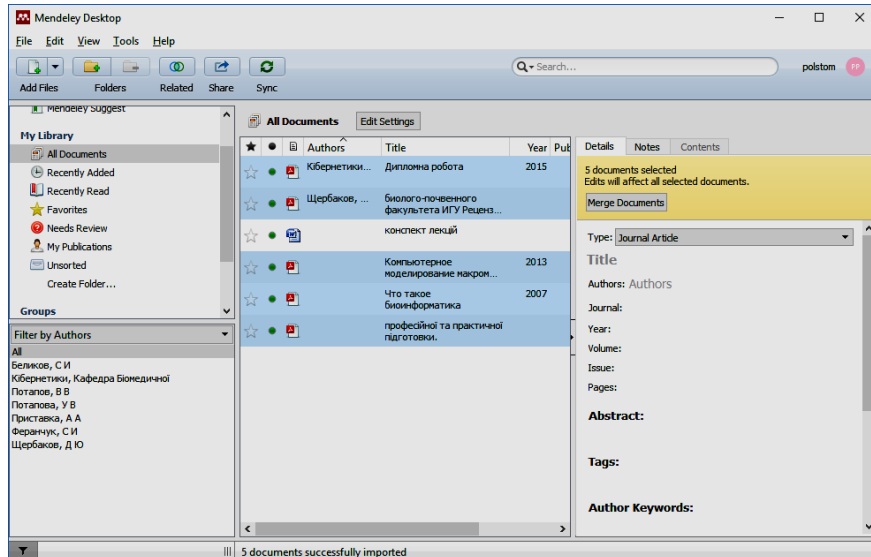 Mendeley Desktop
File Edit View Tools Help
Search...
polstom
PP
Add Files Folders Related Share Sync
Mendeley Suggest
My Library
All Documents
Recently Added
Recently Read
Favorites
Needs Review
My Publications
Unsorted
Create Folder...
Groups
Filter by Authors
All
Беликов, С И
Кібернетики, Кафедра Біомедичної
Потапов, В В
Потапова, У В
Приставка, А А
Феранчук, С И
Щербаков, Д Ю
All Documents Edit Settings
Authors Title Year Pub
Кібернетики... Дипломна робота 2015
Щербаков, ... биолого-почвенного
факультета ИГУ Реценз...
конспект лекцій
Компьютерное 2013
моделирование макром...
Что такое 2007
биоинформатика
професійної та практичної
підготовки.
Details Notes Contents
5 documents selected
Edits will affect all selected documents.
Merge Documents
Type: Journal Article
Title
Authors: Authors
Journal:
Year:
Volume:
Issue:
Pages:
Abstract:
Tags:
Author Keywords:
5 documents successfully imported